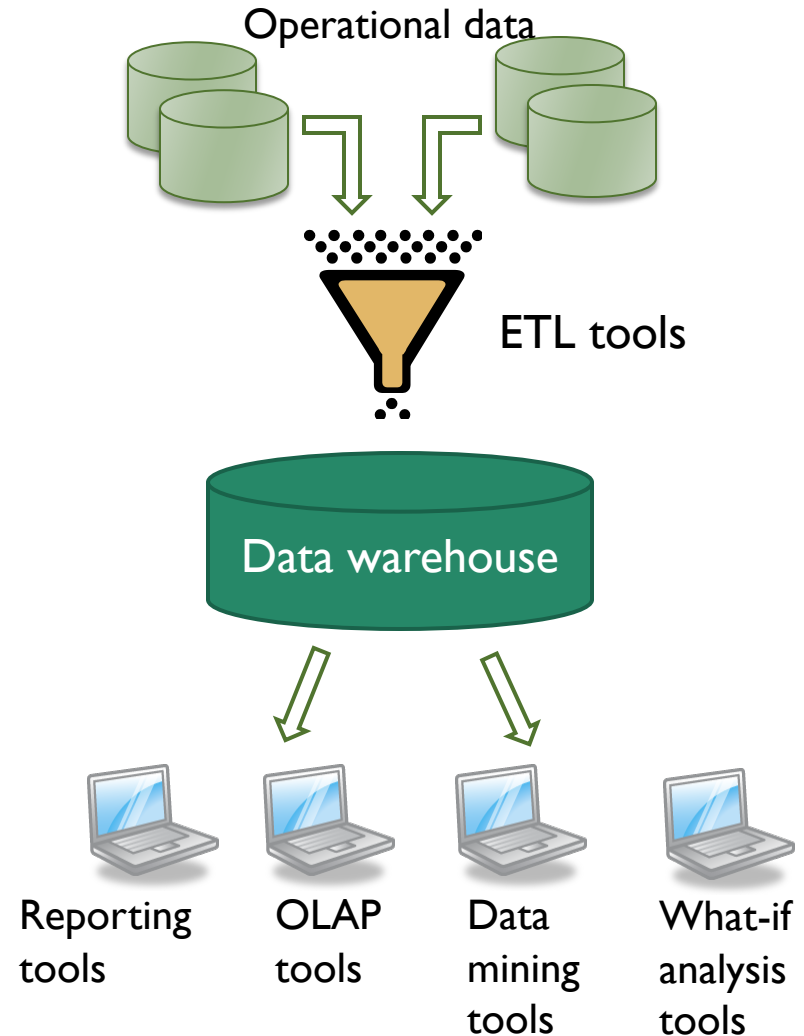 Operational data
ETL tools
Data warehouse
Reporting
tools
OLAP
tools
Data
mining
tools
What-if
analysis
tools